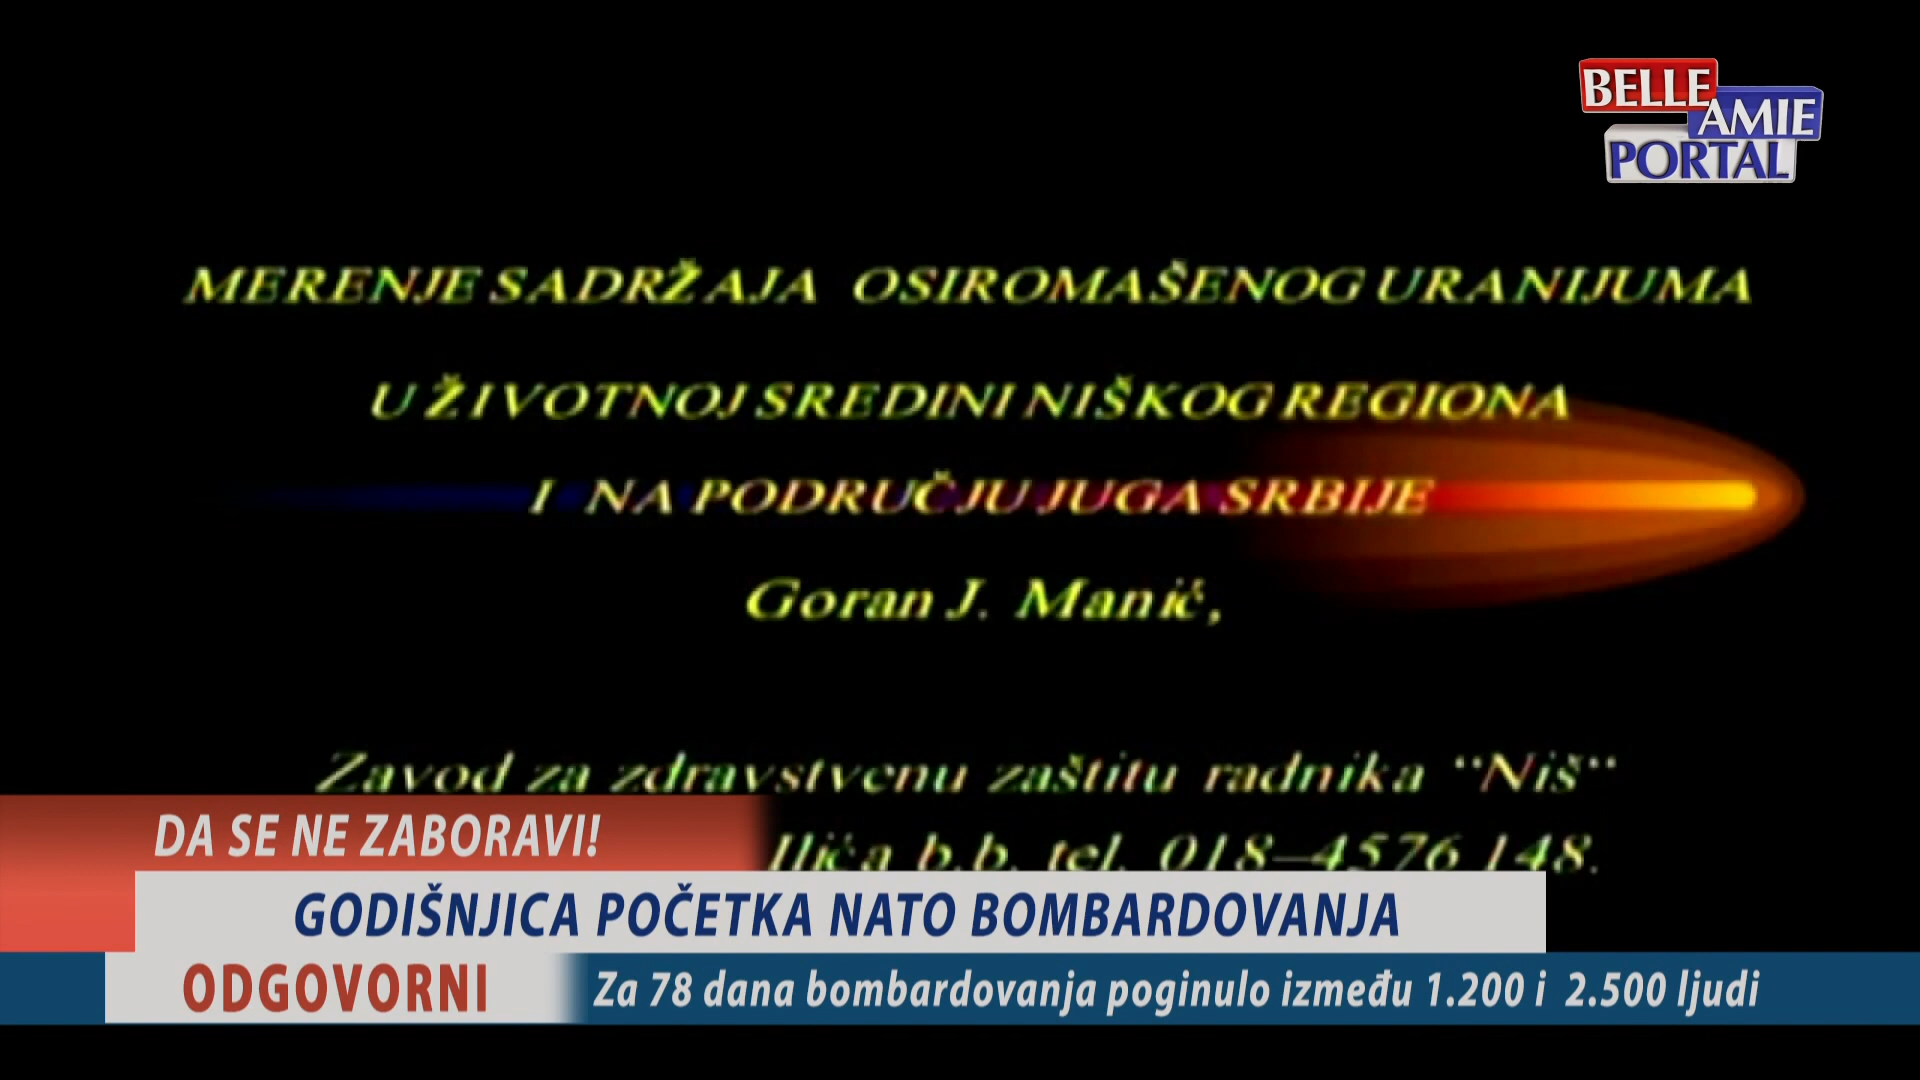 BELLE
AMIE
PORTAL
MERENJE SADRŽAJA OSIROMAŠENOG URANIJUMA
U ŽIVOTNOJ SREDINI NIŠKOG REGIONA
I NA PODRUČJU JUGA SRBIJE
Goran J. Manić,
Zavod za zdravstvenu zaštitu radnika "Niš"
Ilića b.b. tel. 018–4576 148.
DA SE NE ZABORAVI!
GODIŠNJICA POČETKA NATO BOMBARDOVANJA
ODGOVORNI
Za 78 dana bombardovanja poginulo između 1.200 i 2.500 ljudi